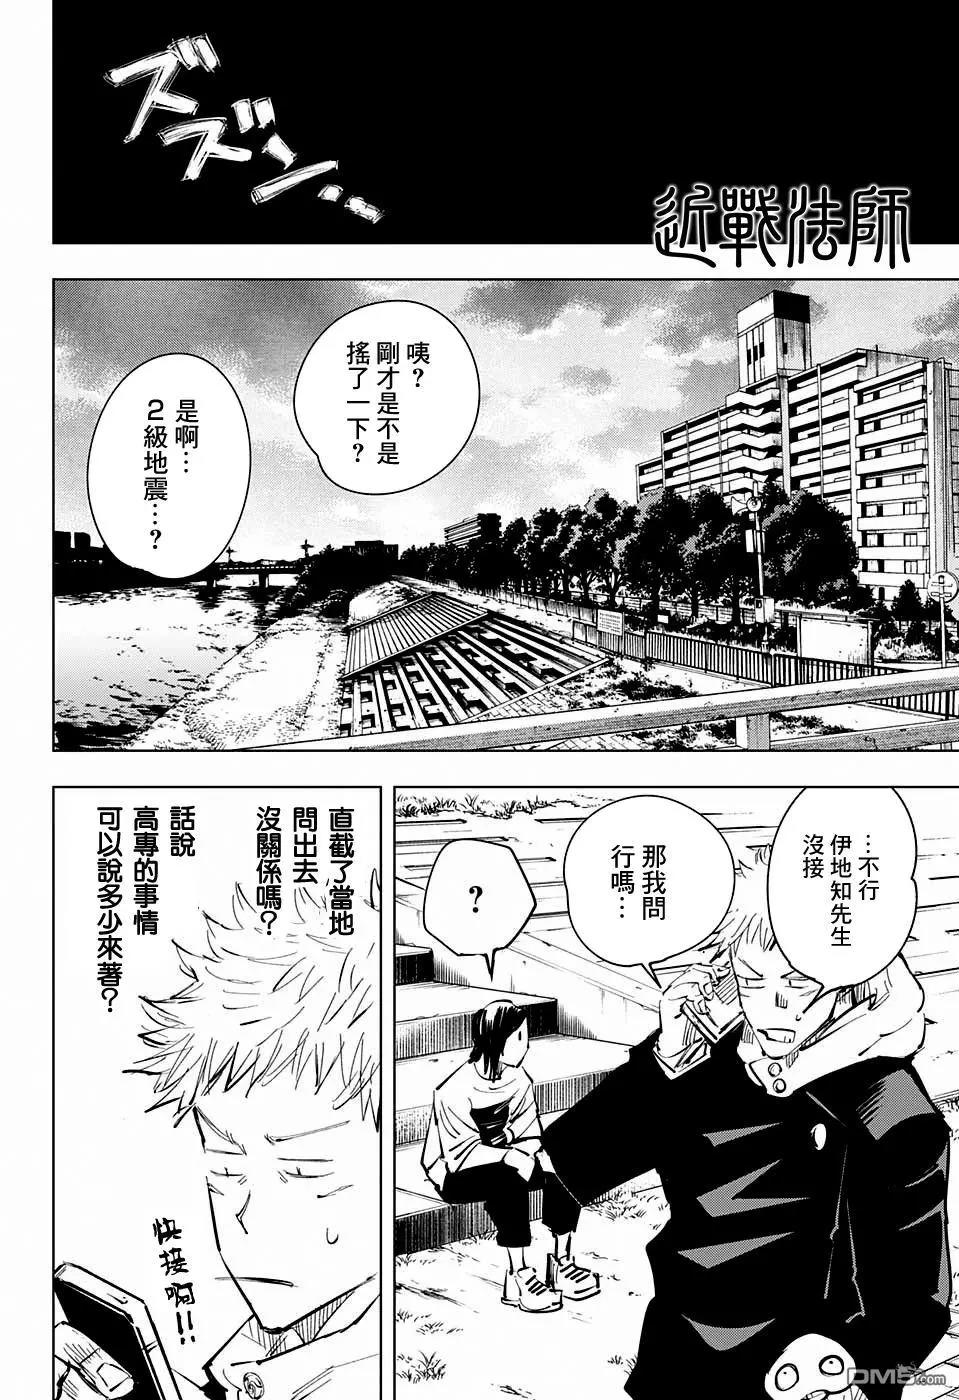 ズズズン…
近戰法師
咦？
剛才是不是
搖了一下？
是啊…
２級地震…？
…不行
伊地知先生
沒接
那我問
行嗎…
？
直截了當地
問出去
沒關係嗎？
話說
高專的事情
可以說多少來著？
快接啊!!
DM5.com